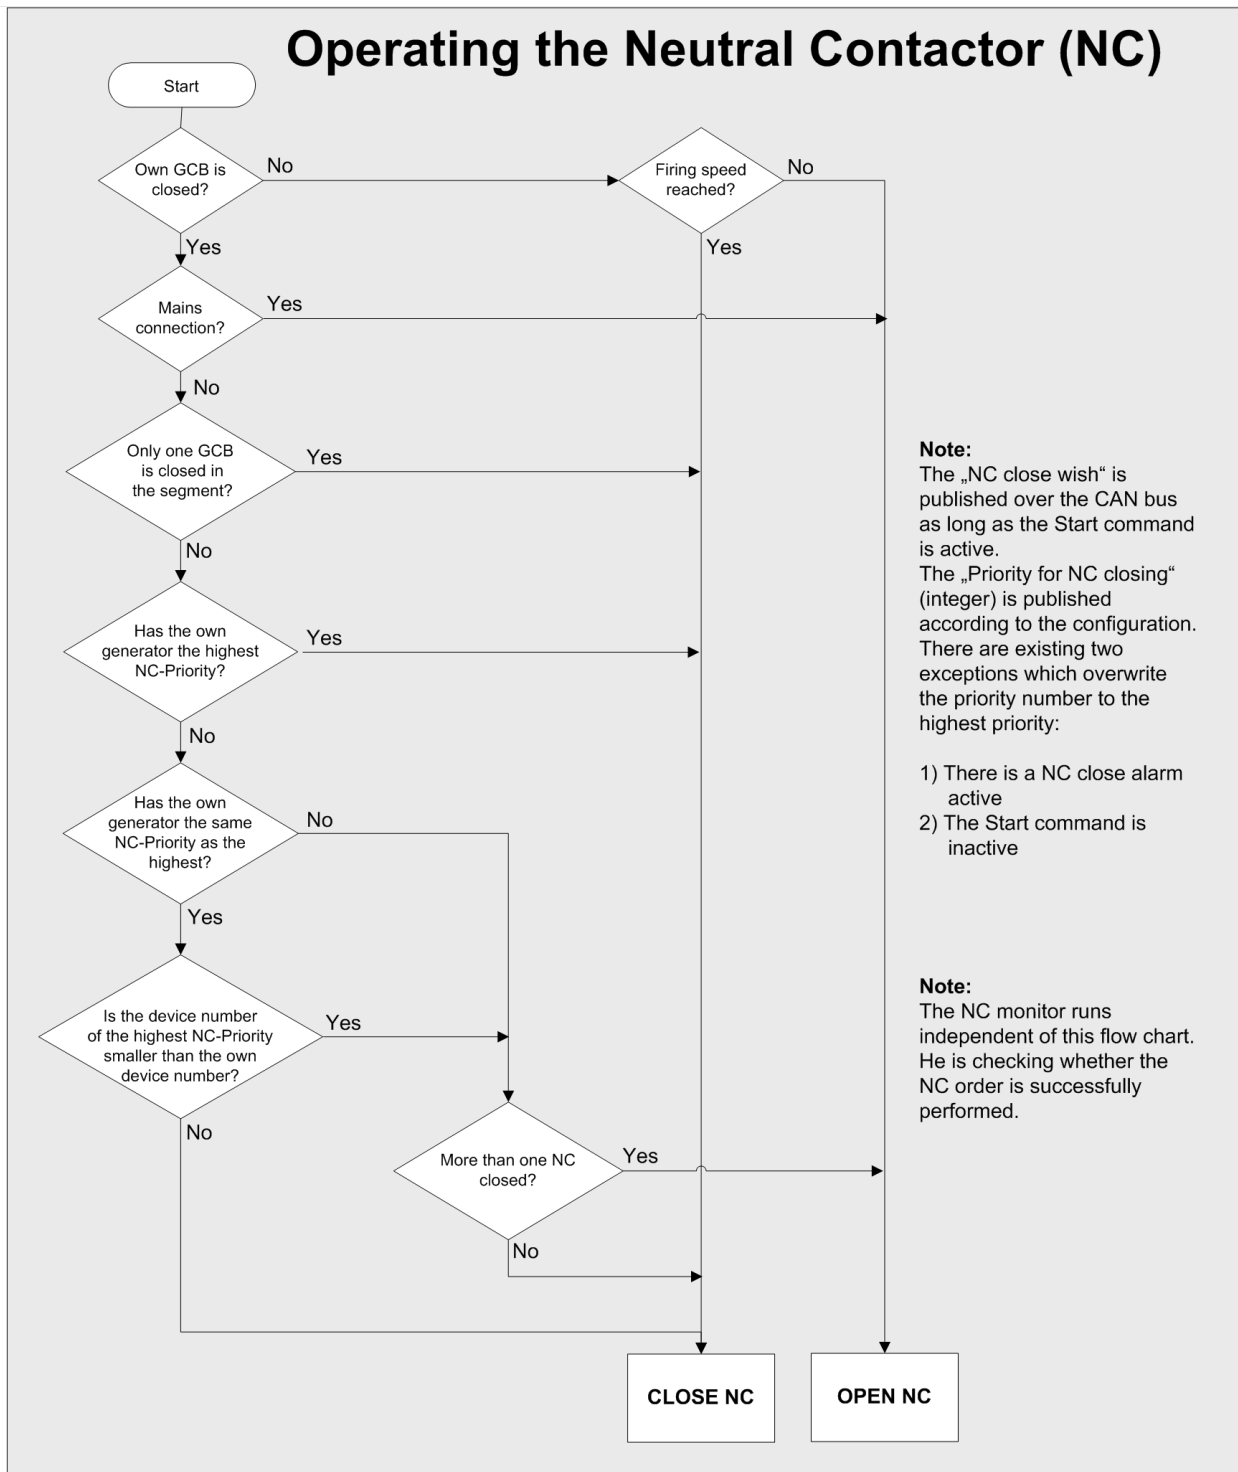 Operating the Neutral Contactor (NC)
Start
Own GCB is
closed?
No
Firing speed
reached?
No
Yes
Yes
Mains
connection?
Yes
No
Only one GCB
is closed in
the segment?
Yes
No
Has the own
generator the highest
NC-Priority?
Yes
No
Has the own
generator the same
NC-Priority as the
highest?
No
Yes
Is the device number
of the highest NC-Priority
smaller than the own
device number?
Yes
No
More than one NC
closed?
Yes
No
CLOSE NC
OPEN NC
Note:
The „NC close wish“ is
published over the CAN bus
as long as the Start command
is active.
The „Priority for NC closing“
(integer) is published
according to the configuration.
There are existing two
exceptions which overwrite
the priority number to the
highest priority:
1) There is a NC close alarm
active
2) The Start command is
inactive
Note:
The NC monitor runs
independent of this flow chart.
He is checking whether the
NC order is successfully
performed.